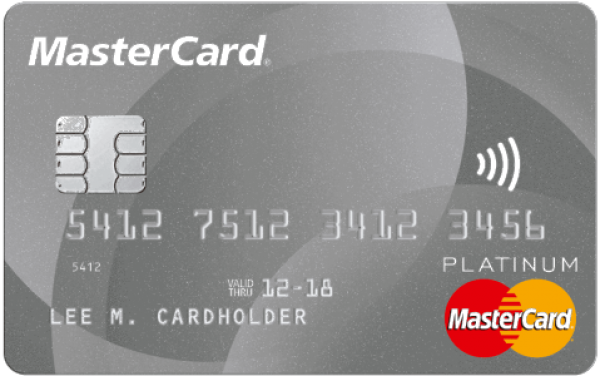 MasterCard®
5412 7512 3412 3456
5412
PLATINUM
VALID THRU 12-18
LEE M. CARDHOLDER
MasterCard